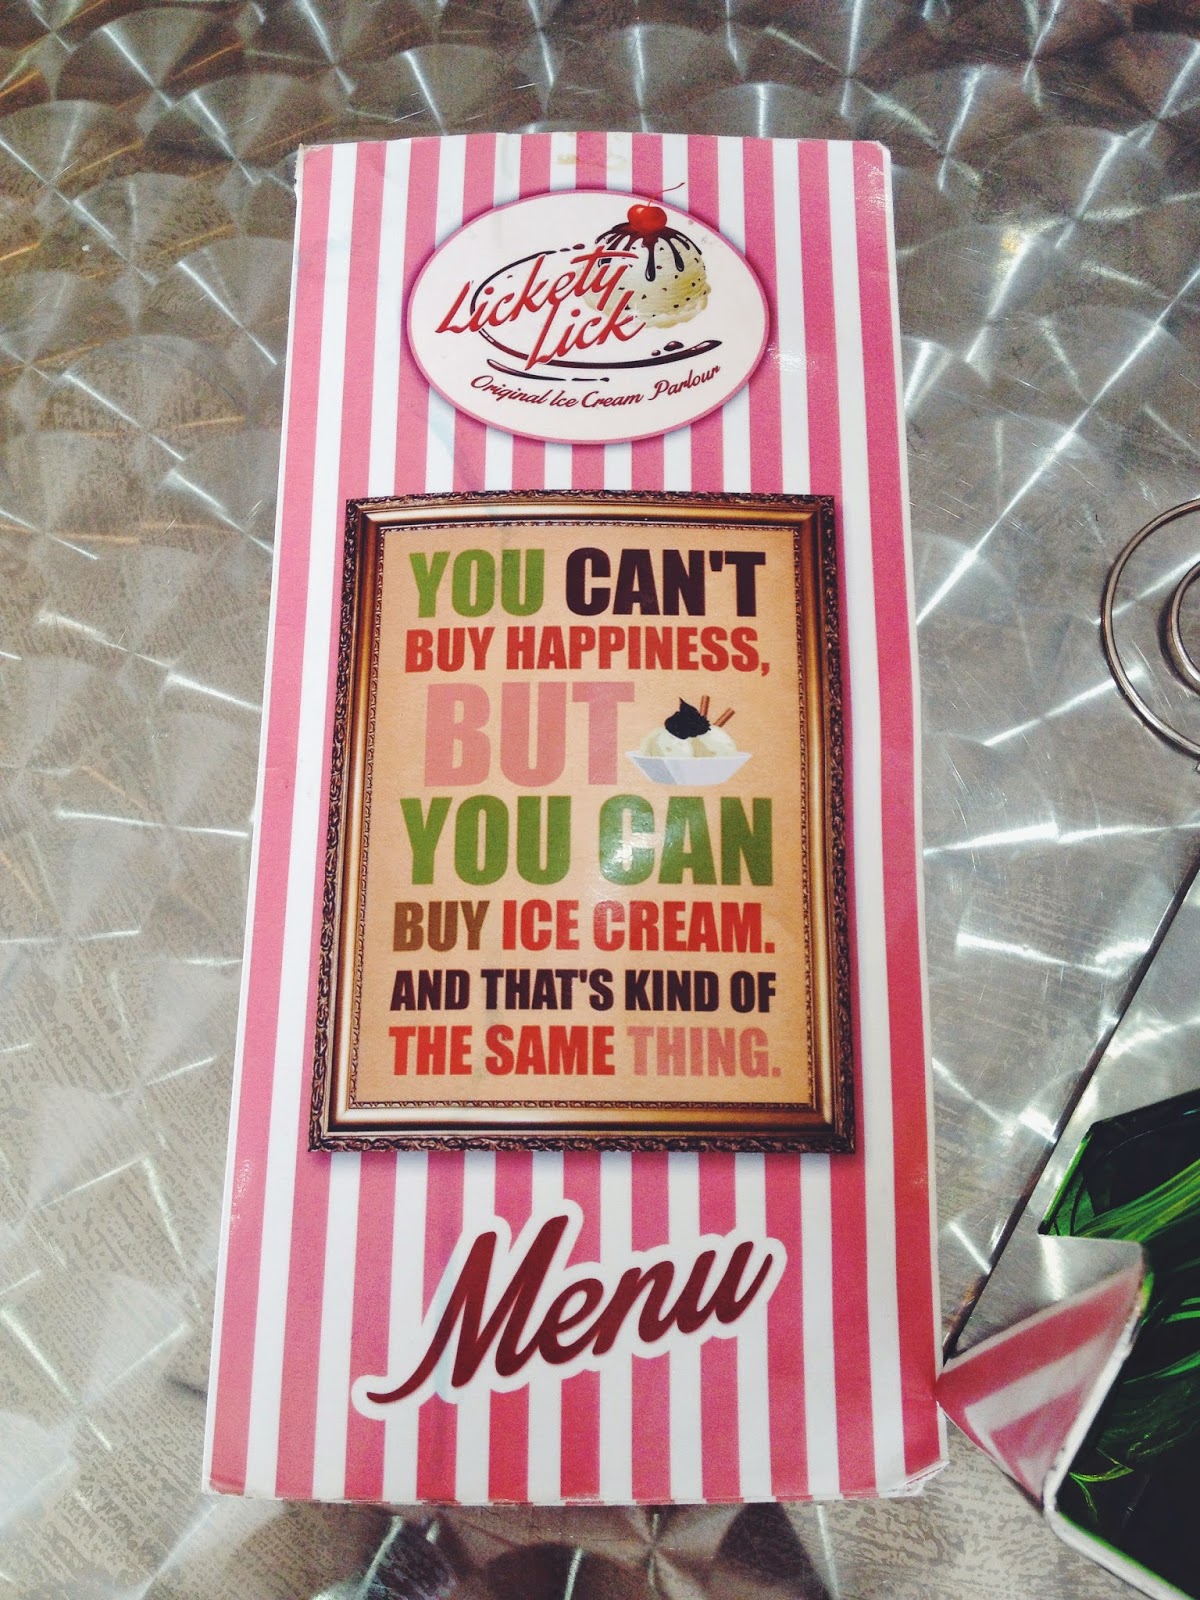 Lickety
Lick
Original Ice Cream Parlour
YOU CAN'T
BUY HAPPINESS,
BUT
YOU CAN
BUY ICE CREAM.
AND THAT'S KIND OF
THE SAME THING.
Menu